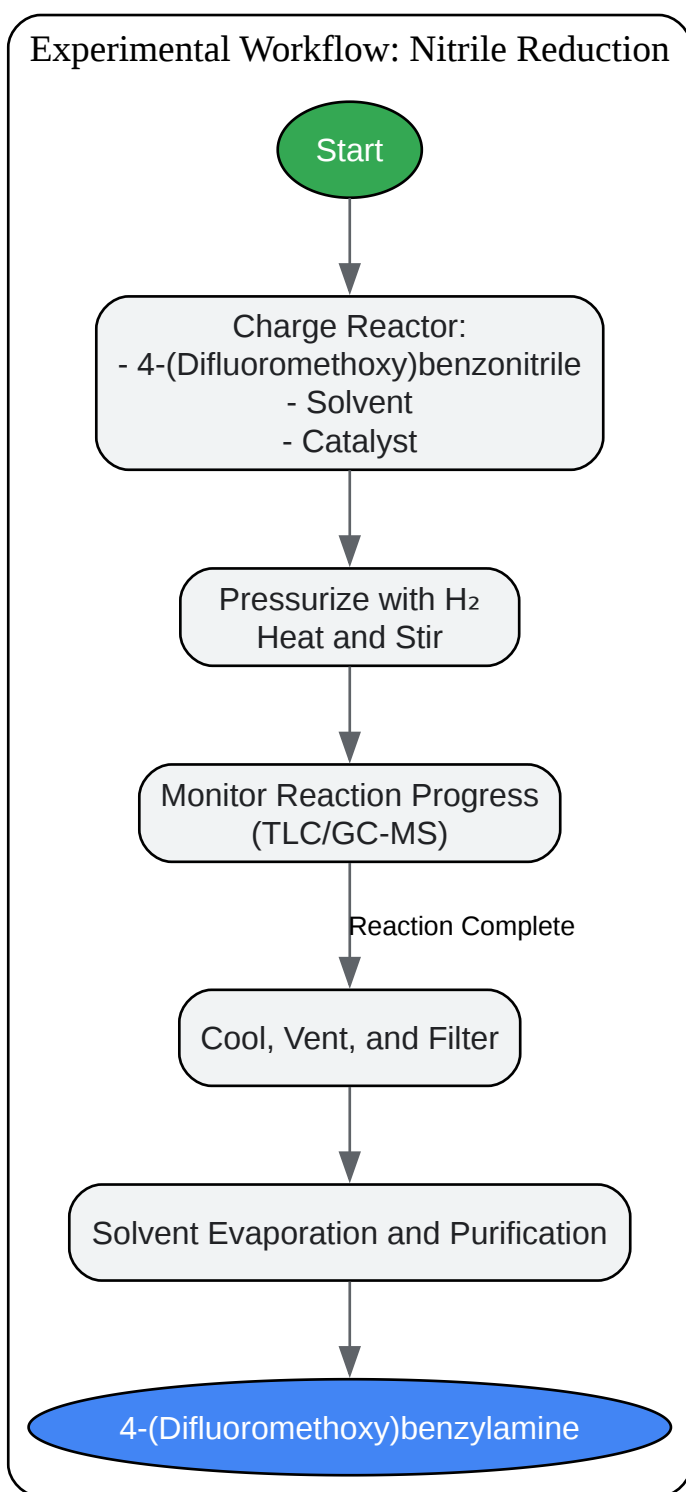 Experimental Workflow: Nitrile Reduction
Start
Charge Reactor:
- 4-(Difluoromethoxy)benzonitrile
- Solvent
- Catalyst
Pressurize with H₂
Heat and Stir
Monitor Reaction Progress
(TLC/GC-MS)
Reaction Complete
Cool, Vent, and Filter
Solvent Evaporation and Purification
4-(Difluoromethoxy)benzylamine